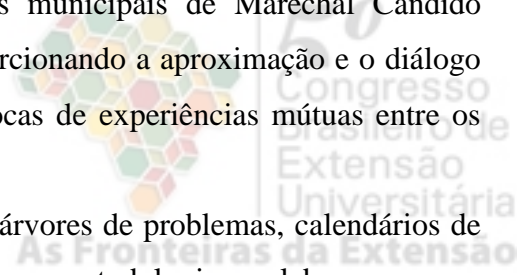 s municipais de Marechal Cândido
rcionando a aproximação e o diálogo
ocas de experiências mútuas entre os
árvores de problemas, calendários de
5º
Congresso
Brasileiro de
Extensão
Universitária
As Fronteiras da Extensão